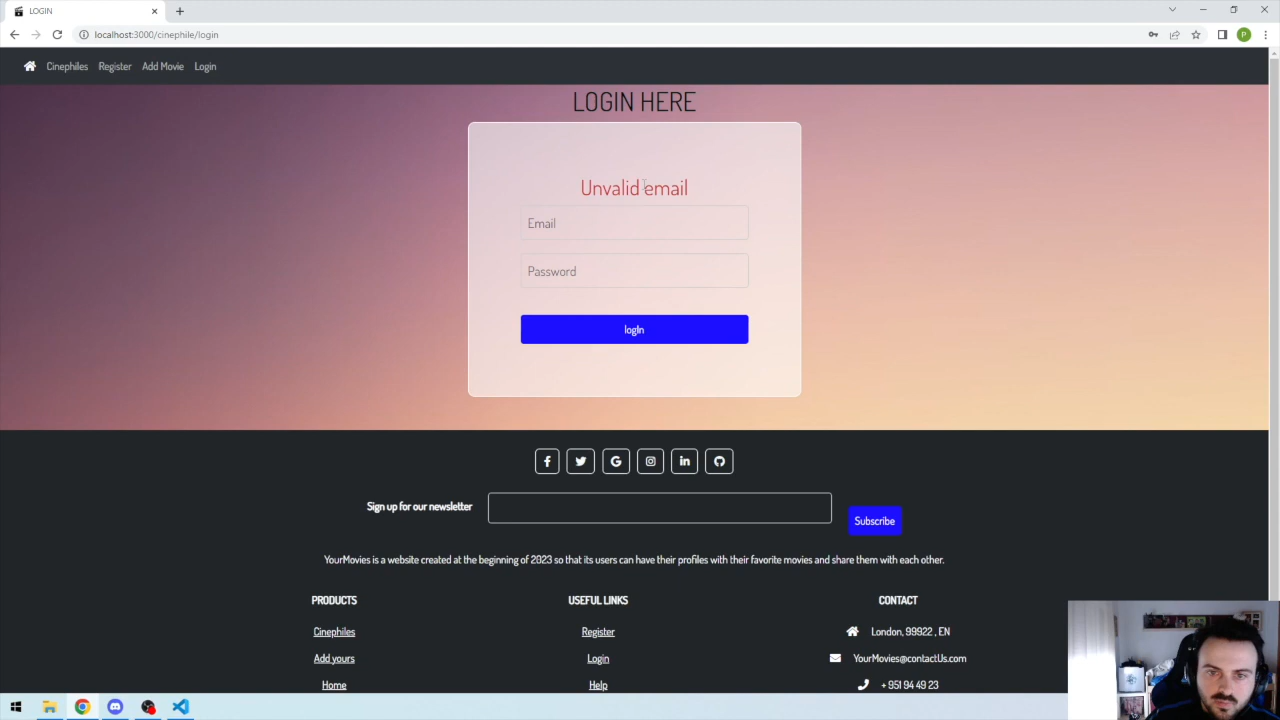 LOGIN
localhost:3000/cinephile/login
P
Cinephiles Register Add Movie Login
LOGIN HERE
Unvalid email
Email
Password
logIn
Sign up for our newsletter
Subscribe
YourMovies is a website created at the beginning of 2023 so that its users can have their profiles with their favorite movies and share them with each other.
PRODUCTS USEFUL LINKS CONTACT
Cinephiles Register London, 99922 , EN
Add yours Login YourMovies@contactUs.com
Home Help + 951 94 49 23